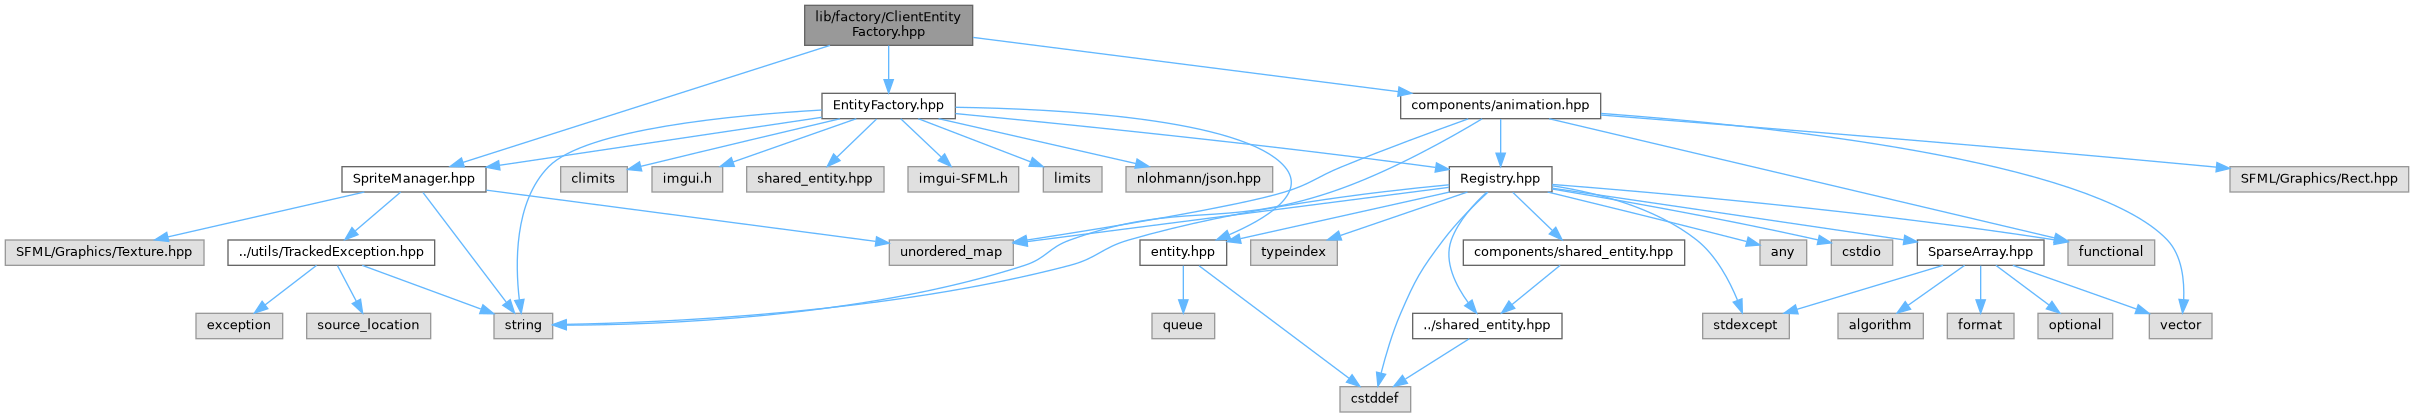 lib/factory/ClientEntity
Factory.hpp
EntityFactory.hpp
components/animation.hpp
SpriteManager.hpp
climits
imgui.h
shared_entity.hpp
imgui-SFML.h
limits
nlohmann/json.hpp
Registry.hpp
SFML/Graphics/Rect.hpp
SFML/Graphics/Texture.hpp
../utils/TrackedException.hpp
unordered_map
entity.hpp
typeindex
components/shared_entity.hpp
any
cstdio
SparseArray.hpp
functional
exception
source_location
string
queue
../shared_entity.hpp
stdexcept
algorithm
format
optional
vector
cstddef